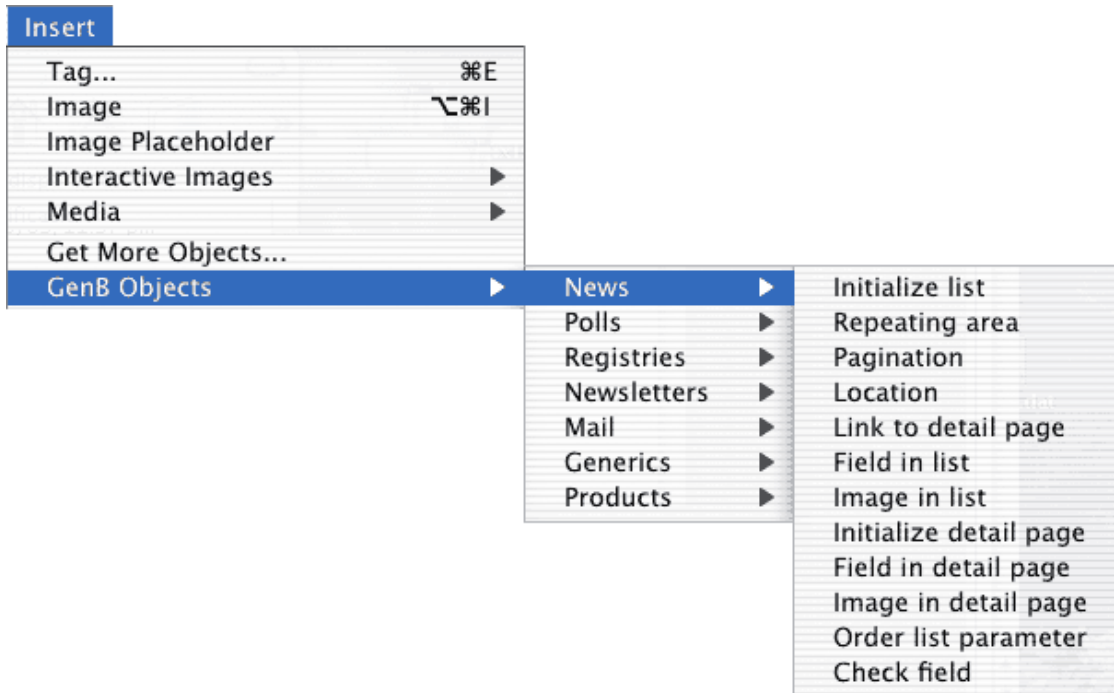 Insert
Tag... ⌘E
Image ⌥⌘I
Image Placeholder
Interactive Images
Media
Get More Objects...
GenB Objects
News
Polls
Registries
Newsletters
Mail
Generics
Products
Initialize list
Repeating area
Pagination
Location
Link to detail page
Field in list
Image in list
Initialize detail page
Field in detail page
Image in detail page
Order list parameter
Check field